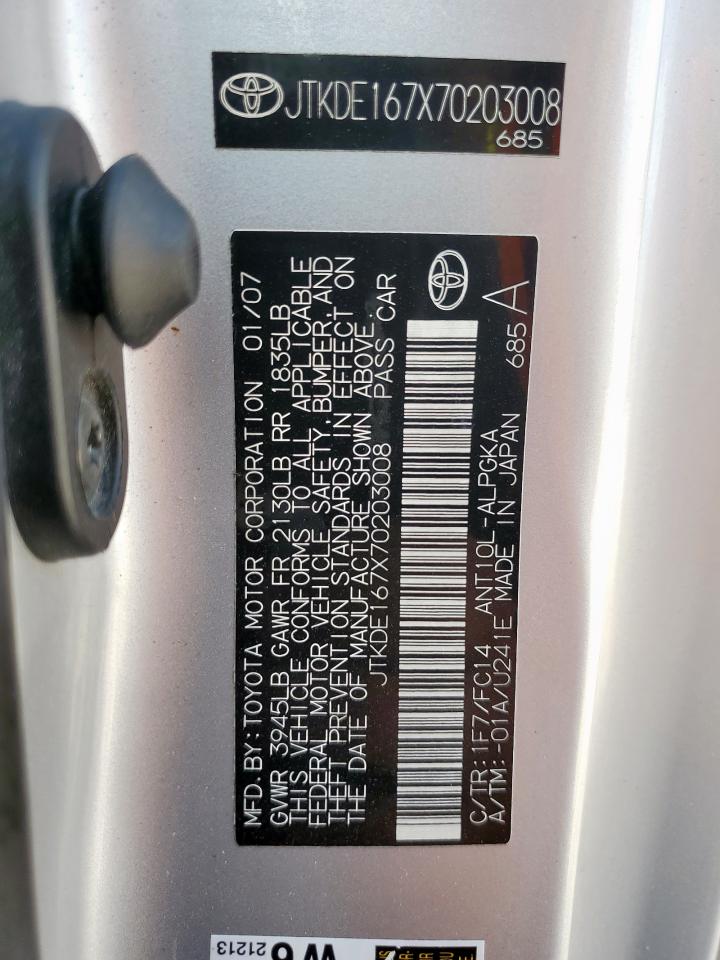 JTKDE167X70203008
685
MFD.BY:TOYOTA MOTOR CORPORATION 01/07
GVWR 3945LB GAWR FR 2130LB RR 1835LB
THIS VEHICLE CONFORMS TO ALL APPLICABLE
FEDERAL MOTOR VEHICLE SAFETY,BUMPER,AND
THEFT PREVENTION STANDARDS IN EFFECT ON
THE DATE OF MANUFACTURE SHOWN ABOVE.
JTKDE167X70203008 PASS CAR
C/TR:1F7/FC14 ANT10L-ALPGKA 685 A
A/TM:-01A/U241E MADE IN JAPAN
21213